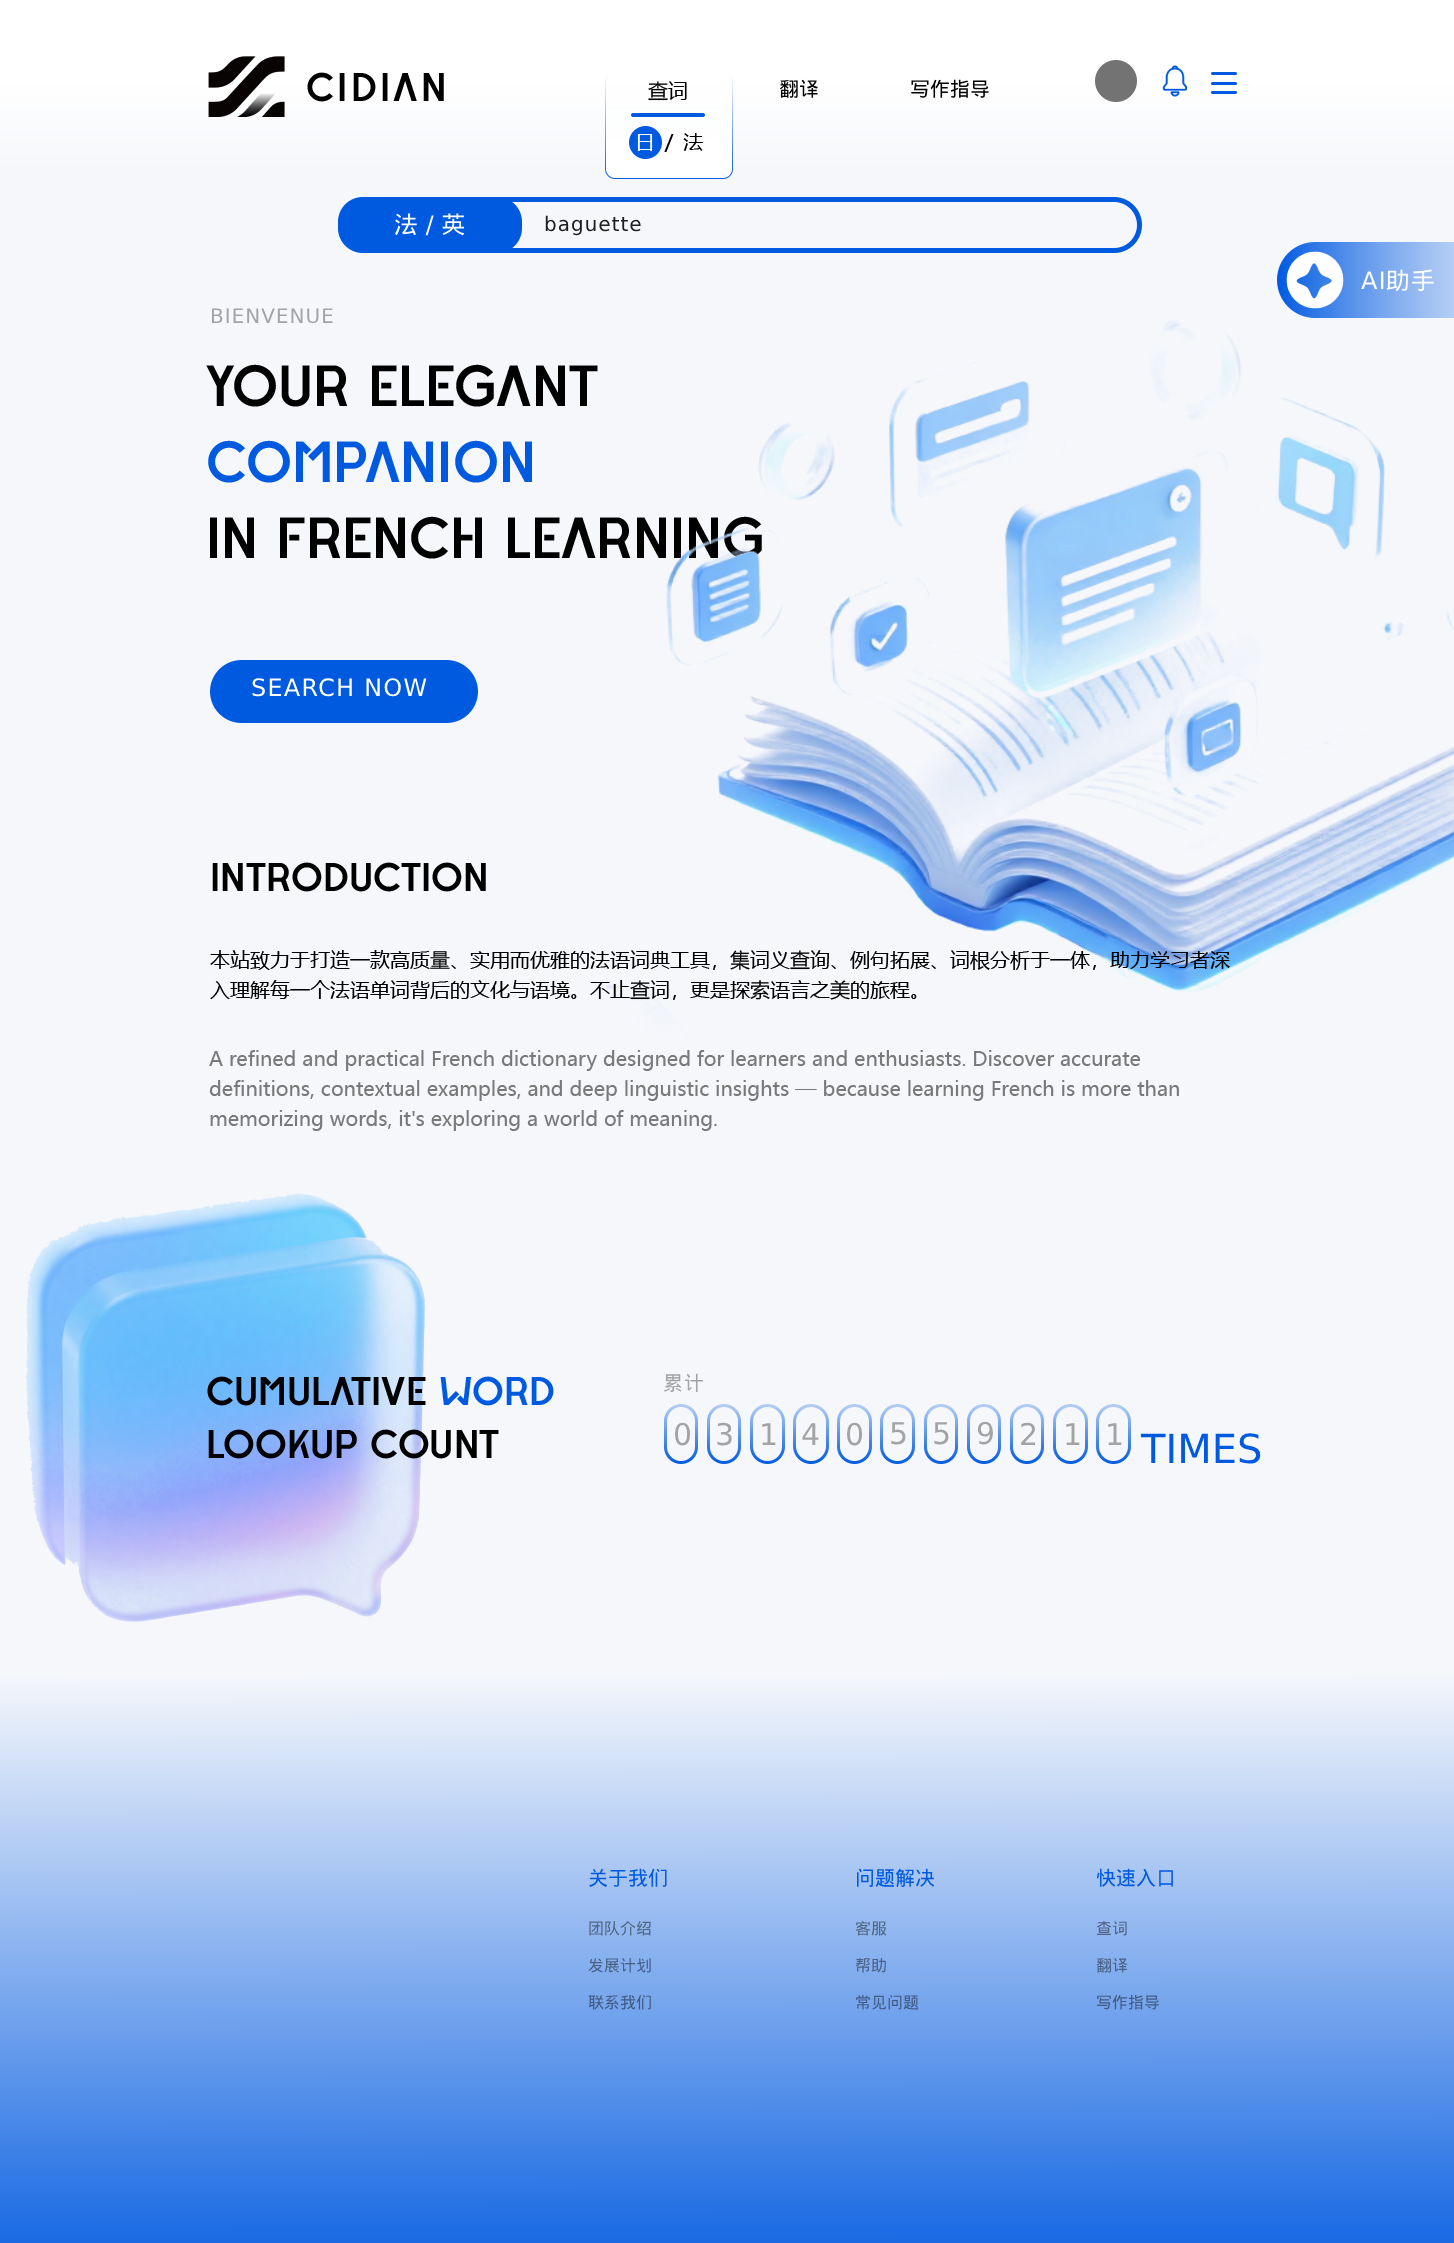 CIDIAN
查词
翻译
写作指导
日 / 法
法 / 英
baguette
AI助手
BIENVENUE
YOUR ELEGANT
COMPANION
IN FRENCH LEARNING
SEARCH NOW
INTRODUCTION
本站致力于打造一款高质量、实用而优雅的法语词典工具，集词义查询、例句拓展、词根分析于一体，助力学习者深
入理解每一个法语单词背后的文化与语境。不止查词，更是探索语言之美的旅程。
A refined and practical French dictionary designed for learners and enthusiasts. Discover accurate
definitions, contextual examples, and deep linguistic insights — because learning French is more than
memorizing words, it's exploring a world of meaning.
CUMULATIVE WORD
LOOKUP COUNT
累计
0 3 1 4 0 5 5 9 2 1 1 TIMES
关于我们
团队介绍
发展计划
联系我们
问题解决
客服
帮助
常见问题
快速入口
查词
翻译
写作指导